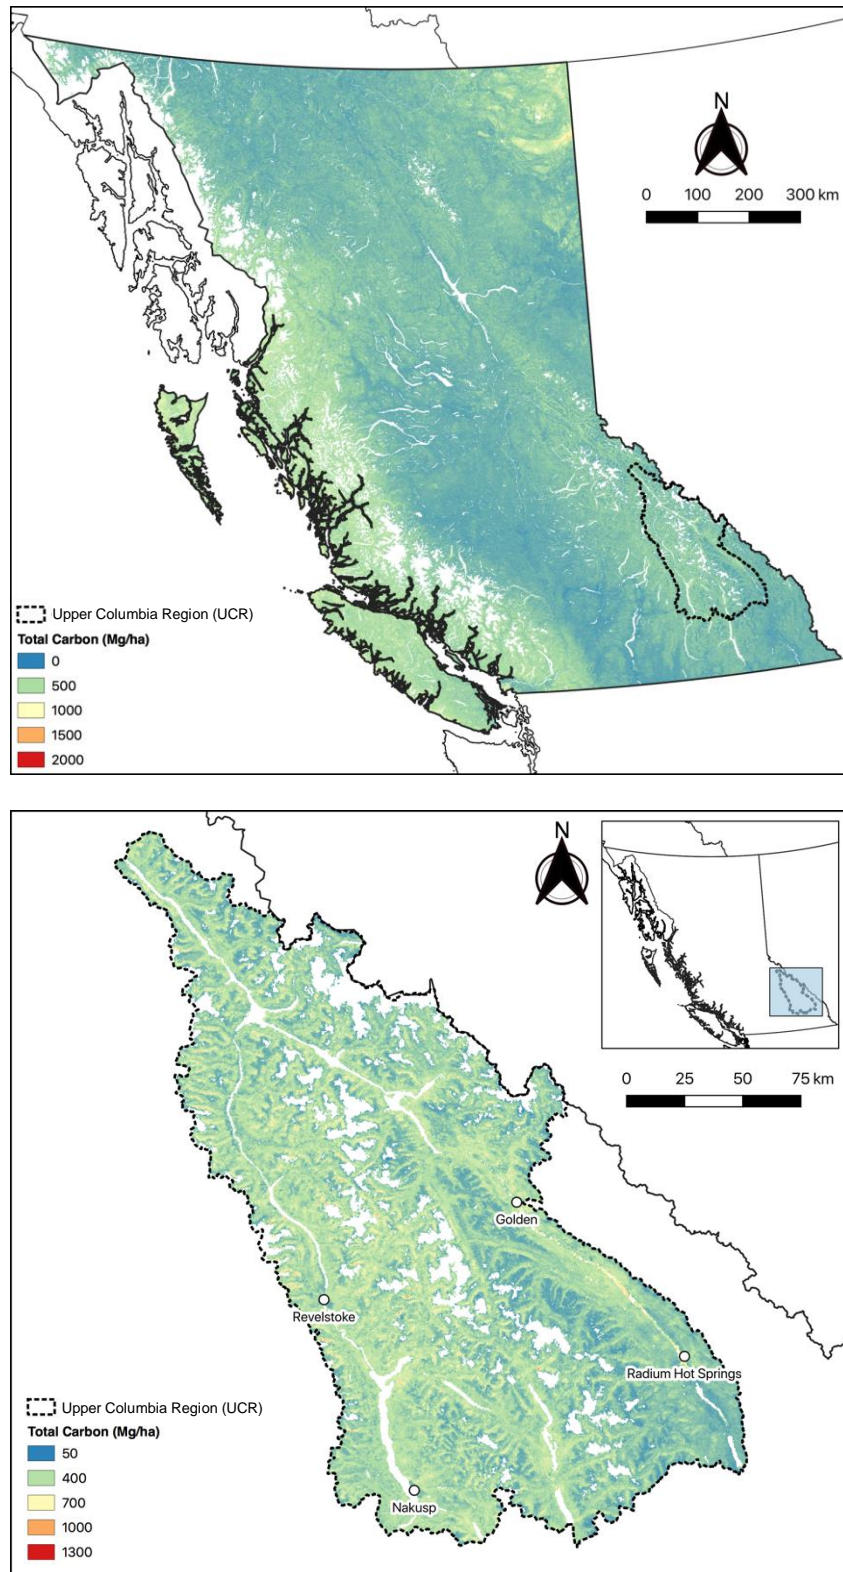 N
0 100 200 300 km
Upper Columbia Region (UCR)
Total Carbon (Mg/ha)
0
500
1000
1500
2000
N
0 25 50 75 km
Golden
Revelstoke
Radium Hot Springs
Nakusp
Upper Columbia Region (UCR)
Total Carbon (Mg/ha)
50
400
700
1000
1300